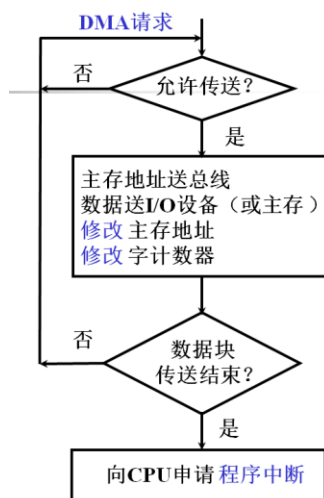 DMA请求
否
允许传送？
是
主存地址送总线
数据送I/O设备（或主存）
修改 主存地址
修改 字计数器
否
数据块
传送结束？
是
向CPU申请 程序中断